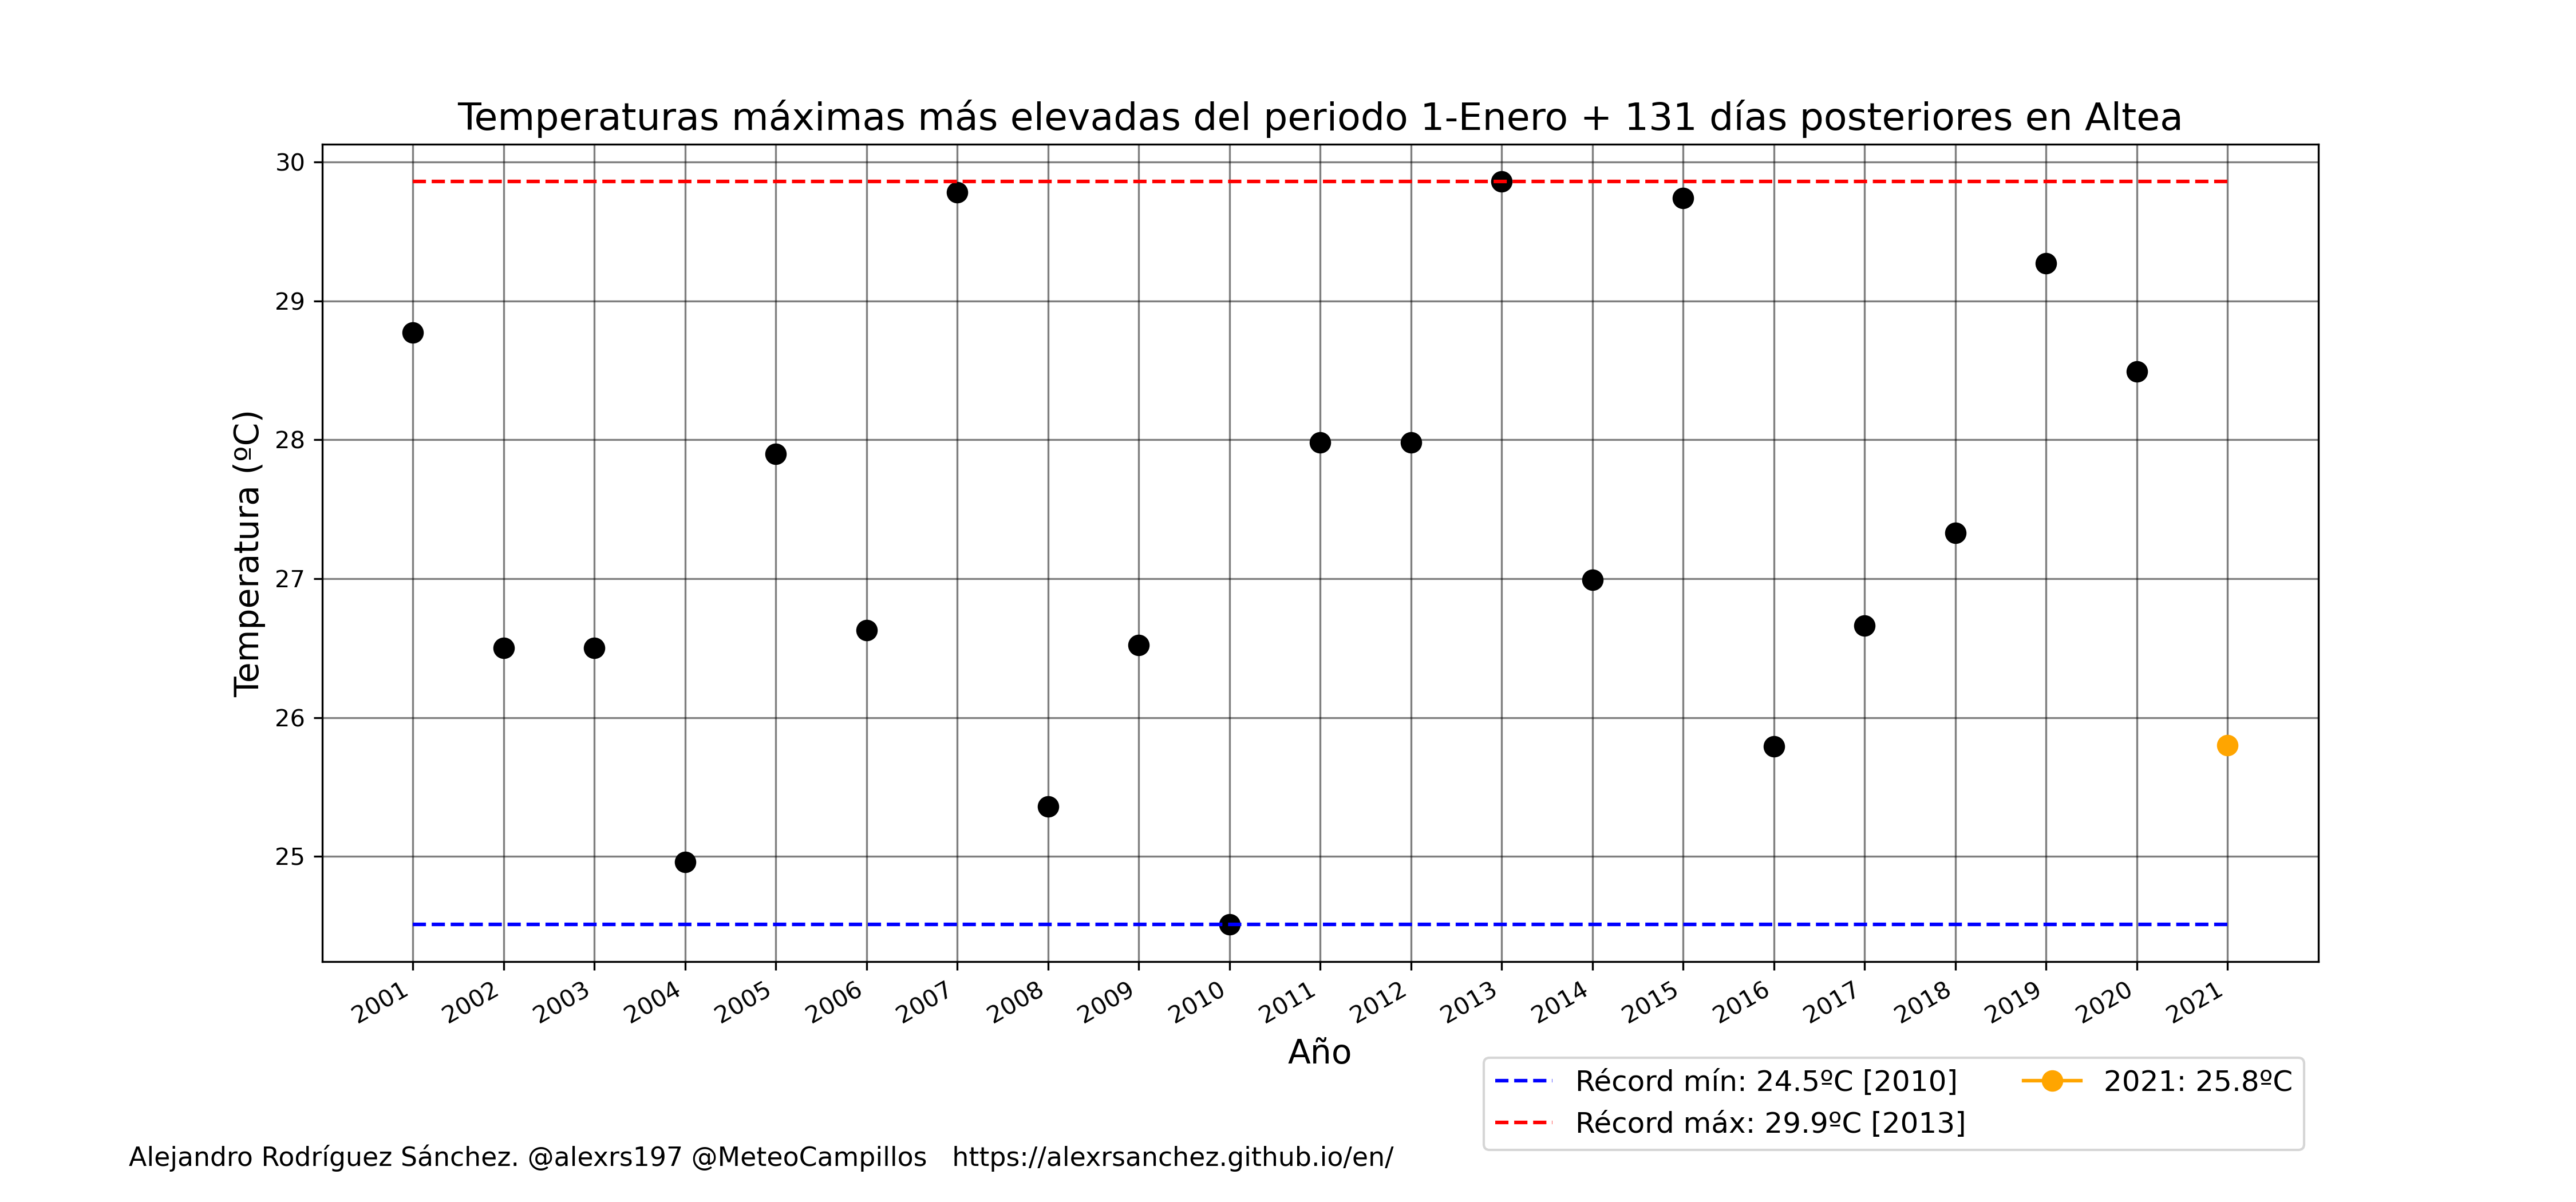 Temperaturas máximas más elevadas del periodo 1-Enero + 131 días posteriores en Altea
Temperatura (ºC)
30
29
28
27
26
25
2001 2002 2003 2004 2005 2006 2007 2008 2009 2010 2011 2012 2013 2014 2015 2016 2017 2018 2019 2020 2021
Año
Récord mín: 24.5ºC [2010]
Récord máx: 29.9ºC [2013]
2021: 25.8ºC
Alejandro Rodríguez Sánchez. @alexrs197 @MeteoCampillos https://alexrsanchez.github.io/en/